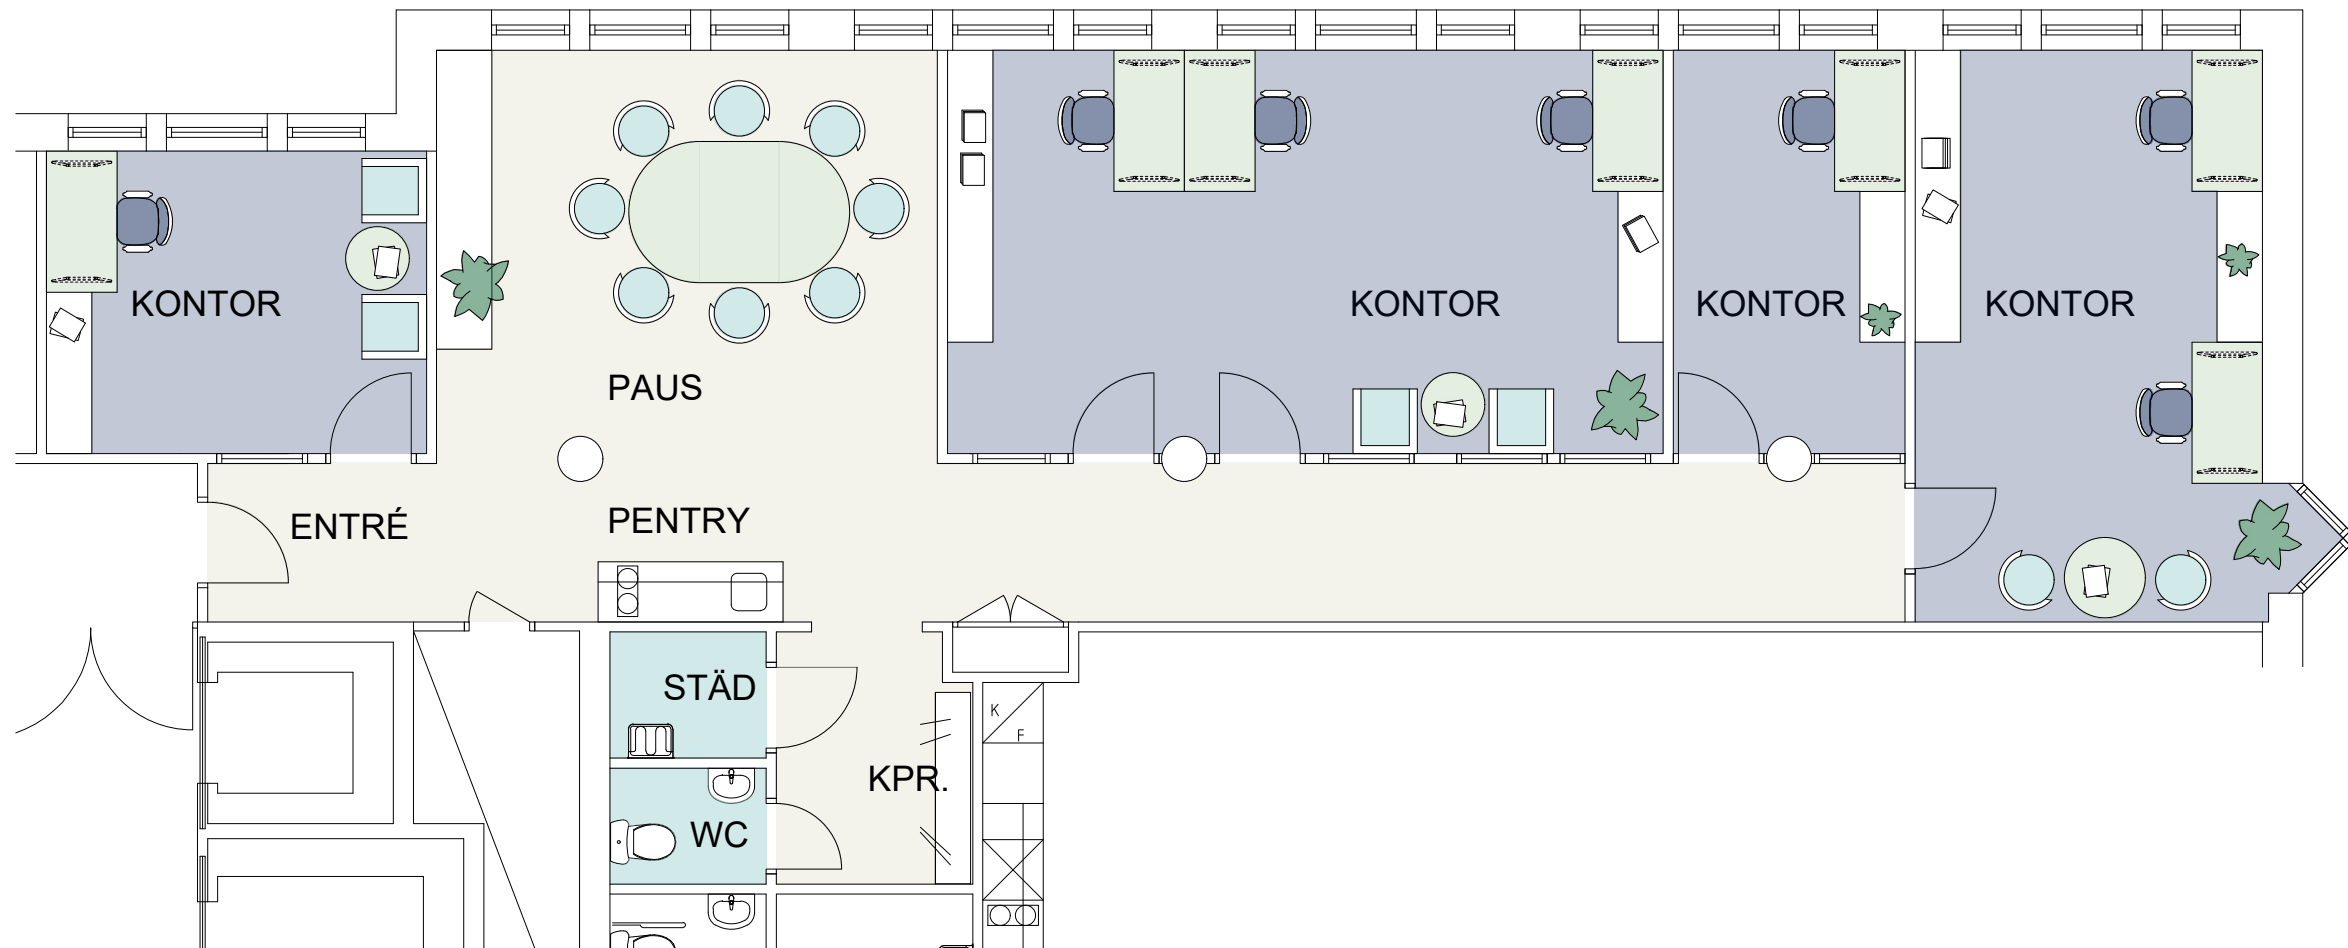 KONTOR
KONTOR
KONTOR
KONTOR
PAUS
ENTRÉ
PENTRY
STÄD
K
F
KPR.
WC